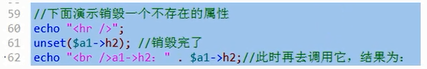 59 //下面演示销毁一个不存在的属性
60 echo "<hr />";
61 unset($a1->h2); //销毁完了
62 echo "<br />a1->h2：" . $a1->h2;//此时再去调用它，结果为：